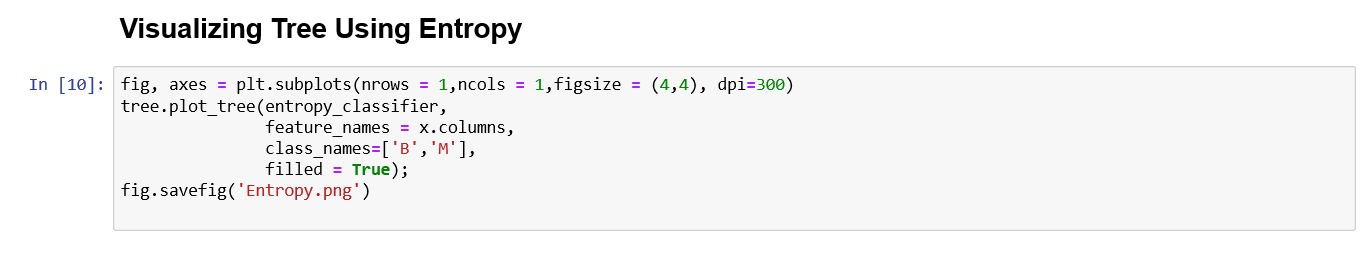 Visualizing Tree Using Entropy
In [10]: fig, axes = plt.subplots(nrows = 1,ncols = 1,figsize = (4,4), dpi=300)
tree.plot_tree(entropy_classifier,
               feature_names = x.columns,
               class_names=['B','M'],
               filled = True);
fig.savefig('Entropy.png')